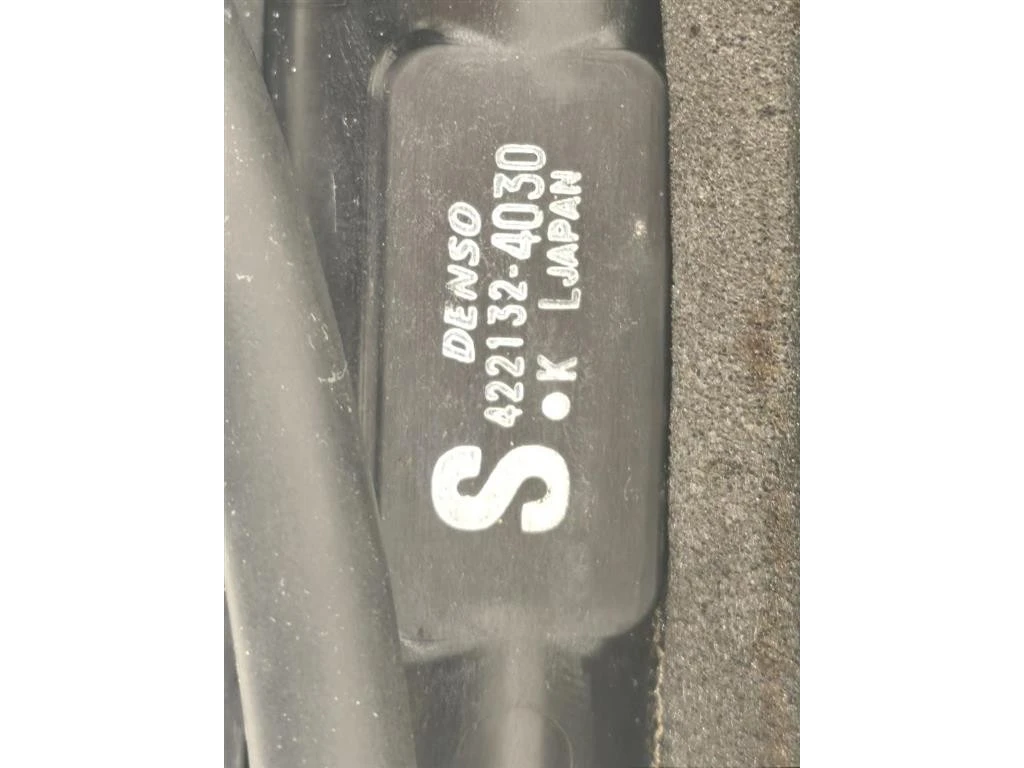 DENSO
422132-4030
S
●K LJAPAN